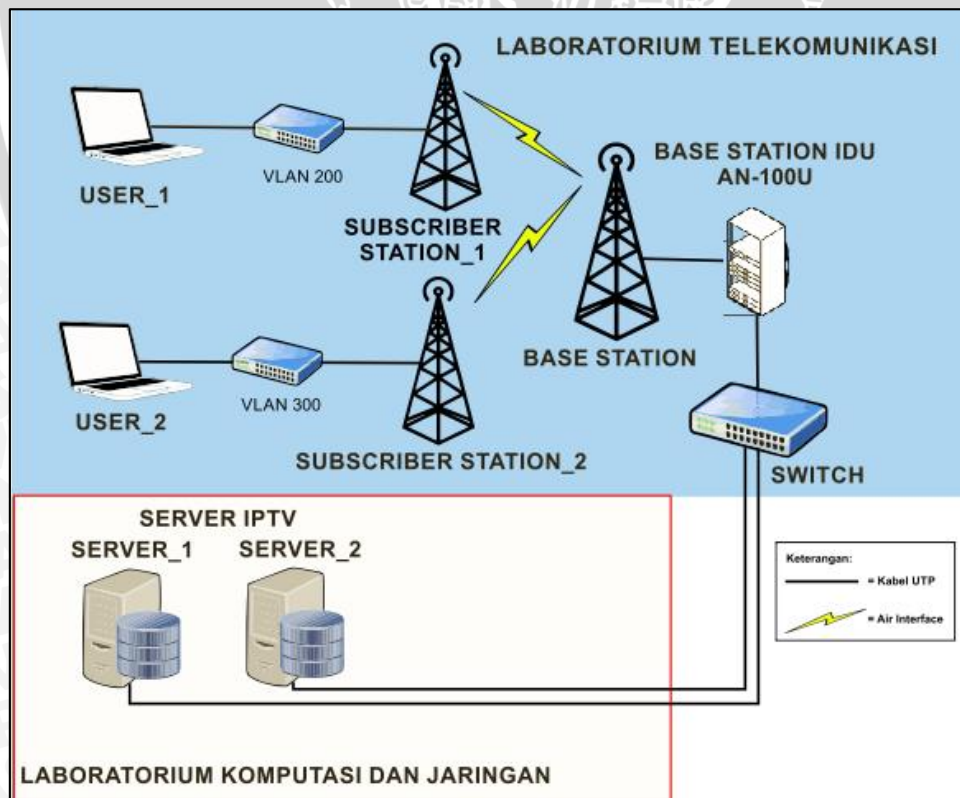 LABORATORIUM TELEKOMUNIKASI
BASE STATION IDU
AN-100U
VLAN 200
USER_1
SUBSCRIBER
STATION_1
BASE STATION
VLAN 300
USER_2
SUBSCRIBER STATION_2
SWITCH
SERVER IPTV
SERVER_1 SERVER_2
Keterangan:
= Kabel UTP
= Air Interface
LABORATORIUM KOMPUTASI DAN JARINGAN